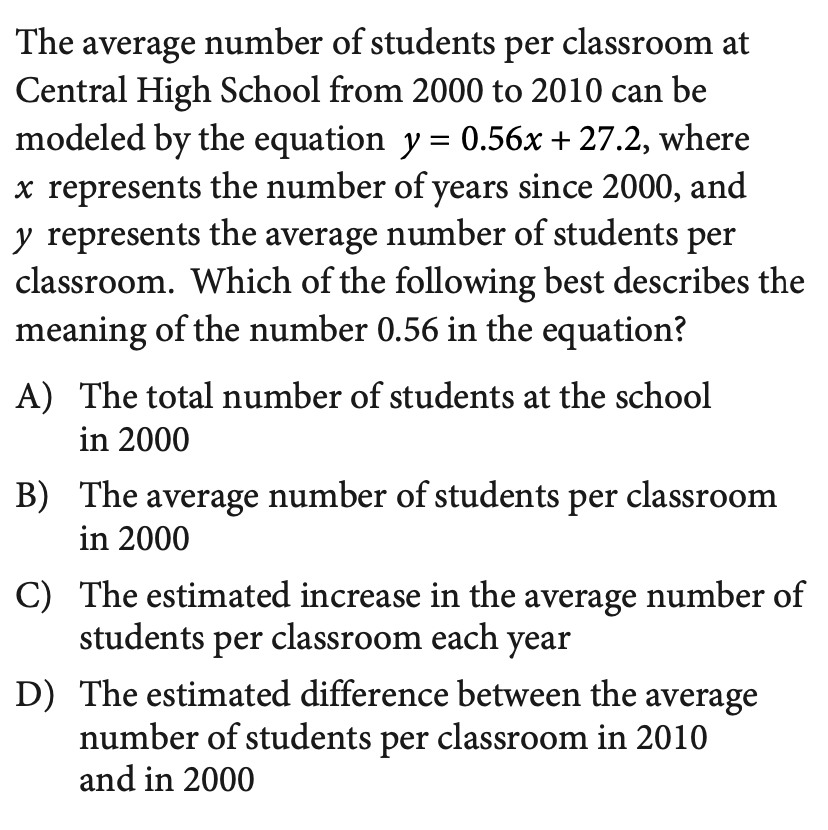 The average number of students per classroom at
Central High School from 2000 to 2010 can be
modeled by the equation y = 0.56x + 27.2, where
x represents the number of years since 2000, and
y represents the average number of students per
classroom. Which of the following best describes the
meaning of the number 0.56 in the equation?
A) The total number of students at the school
in 2000
B) The average number of students per classroom
in 2000
C) The estimated increase in the average number of
students per classroom each year
D) The estimated difference between the average
number of students per classroom in 2010
and in 2000